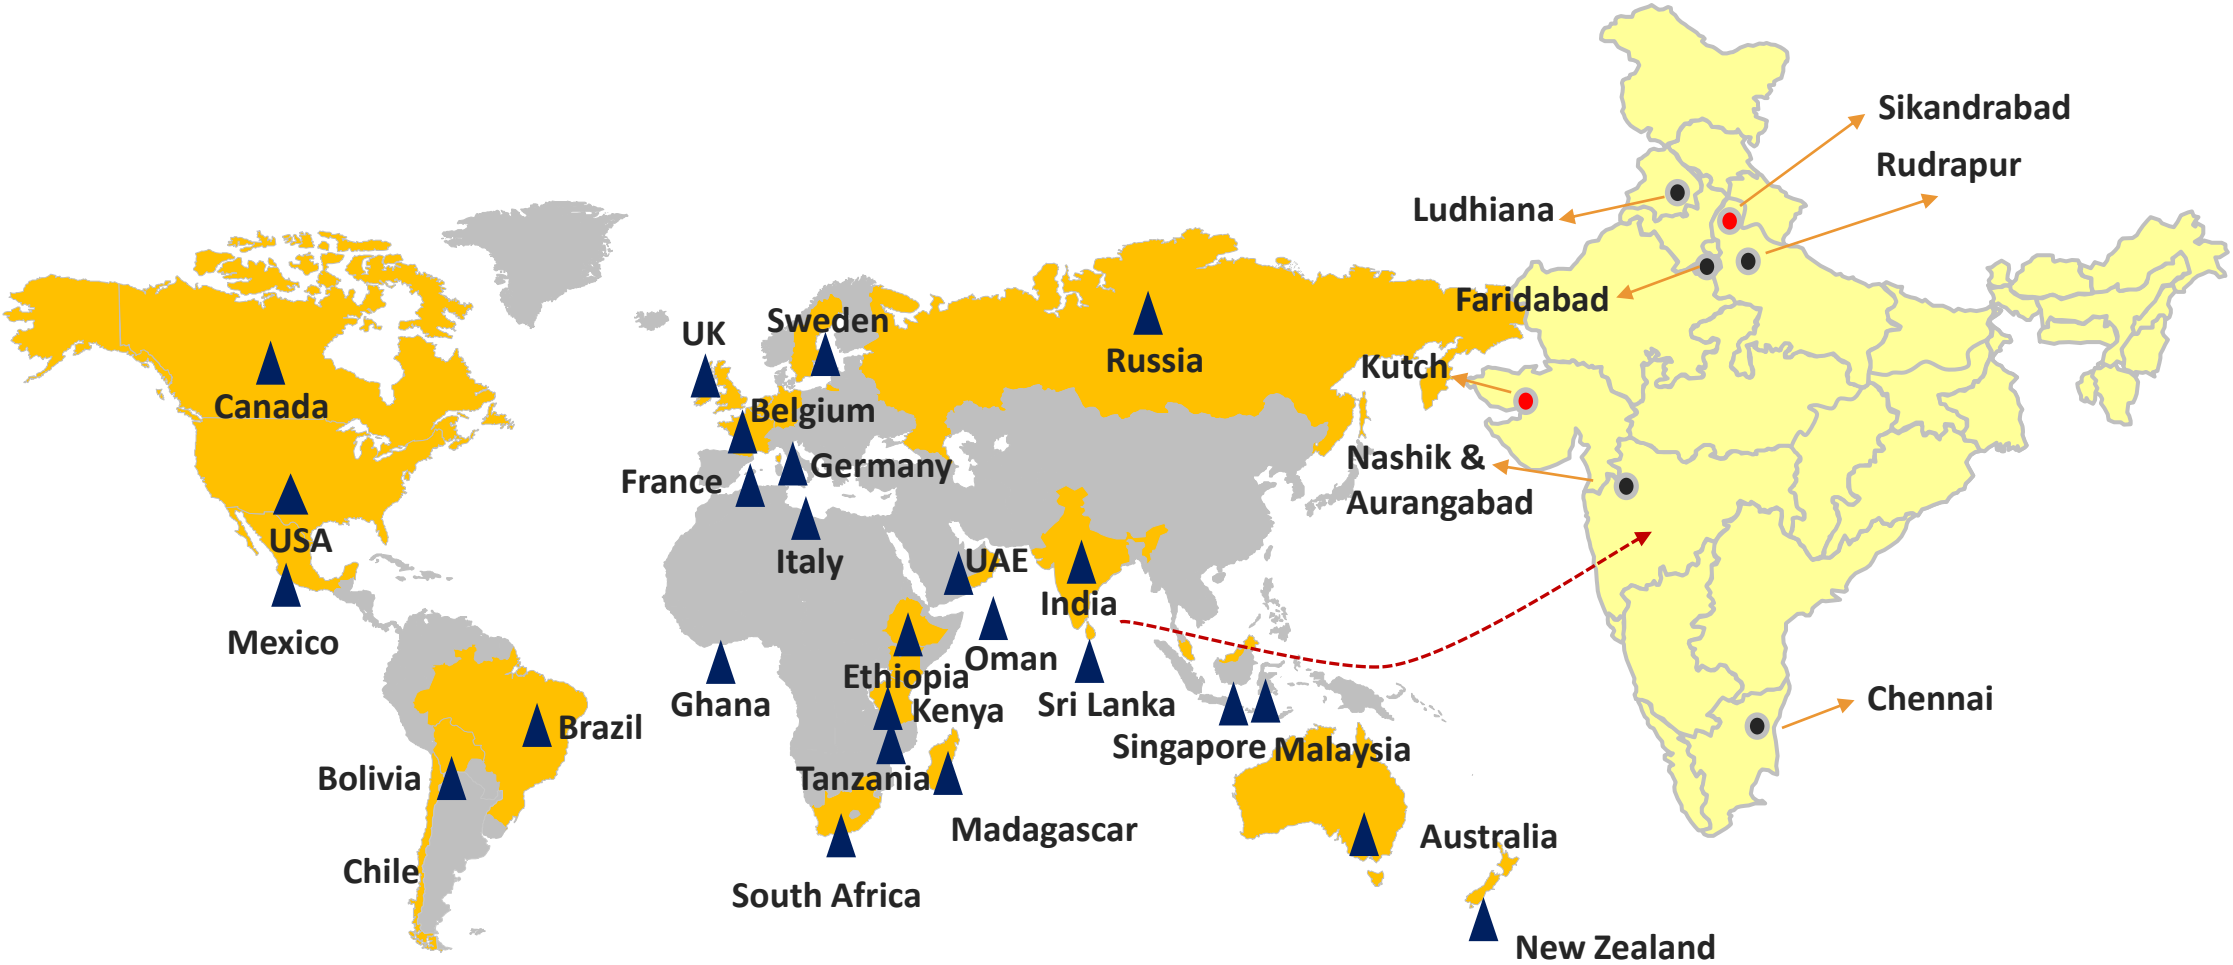 Canada
USA
Mexico
Brazil
Bolivia
Chile
UK
Sweden
Belgium
France
Germany
Italy
Russia
UAE
Oman
India
Sri Lanka
Ghana
Ethiopia
Kenya
Tanzania
Madagascar
South Africa
Singapore
Malaysia
Australia
New Zealand
Sikandrabad
Rudrapur
Ludhiana
Faridabad
Kutch
Nashik &
Aurangabad
Chennai